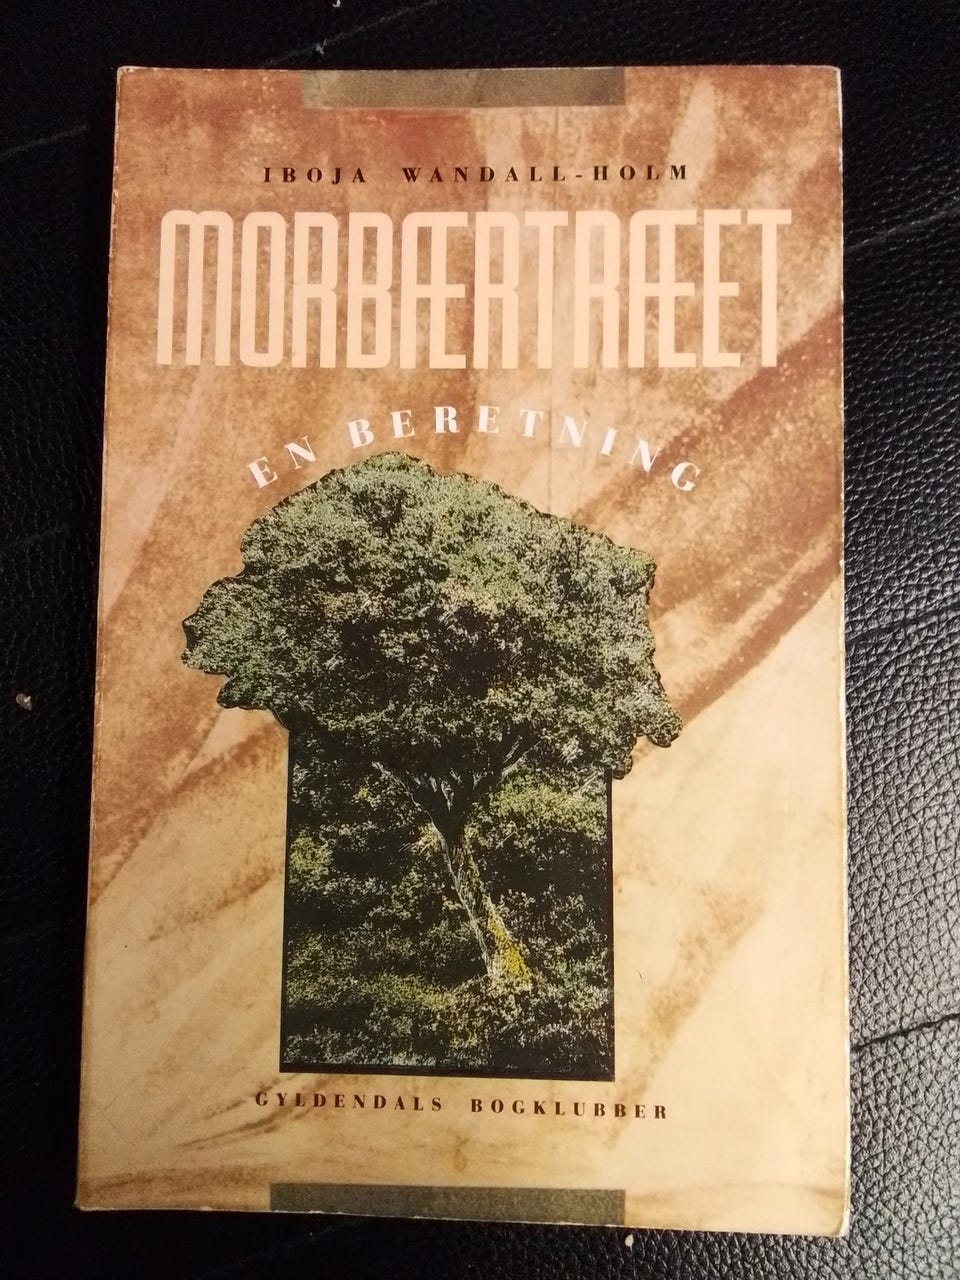 IBOJA WANDALL-HOLM
MORBÆRTRÆET
EN BERETNING
GYLDENDALS BOGKLUBBER